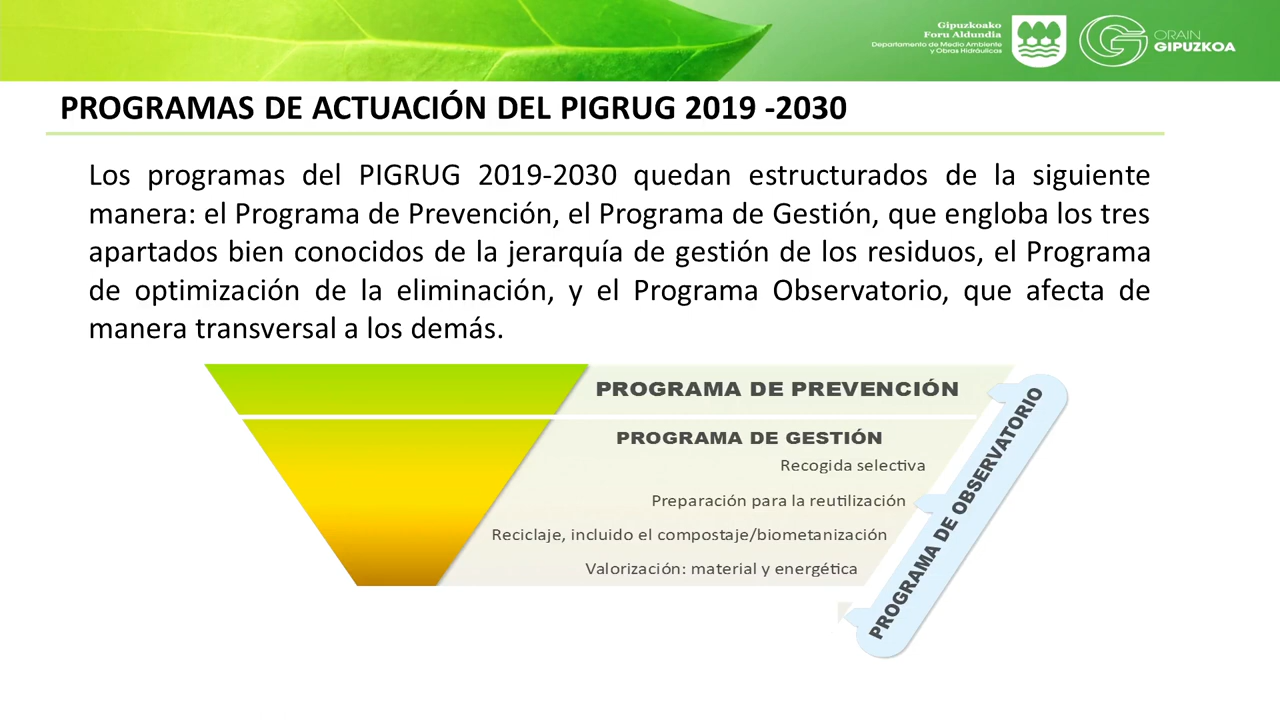 Gipuzkoako
Foru Aldundia
Departamento de Medio Ambiente
y Obras Hidráulicas
ORAIN
GIPUZKOA
PROGRAMAS DE ACTUACIÓN DEL PIGRUG 2019 -2030
Los programas del PIGRUG 2019-2030 quedan estructurados de la siguiente
manera: el Programa de Prevención, el Programa de Gestión, que engloba los tres
apartados bien conocidos de la jerarquía de gestión de los residuos, el Programa
de optimización de la eliminación, y el Programa Observatorio, que afecta de
manera transversal a los demás.
PROGRAMA DE PREVENCIÓN
PROGRAMA DE GESTIÓN
Recogida selectiva
Preparación para la reutilización
Reciclaje, incluido el compostaje/biometanización
Valorización: material y energética
PROGRAMA DE OBSERVATORIO